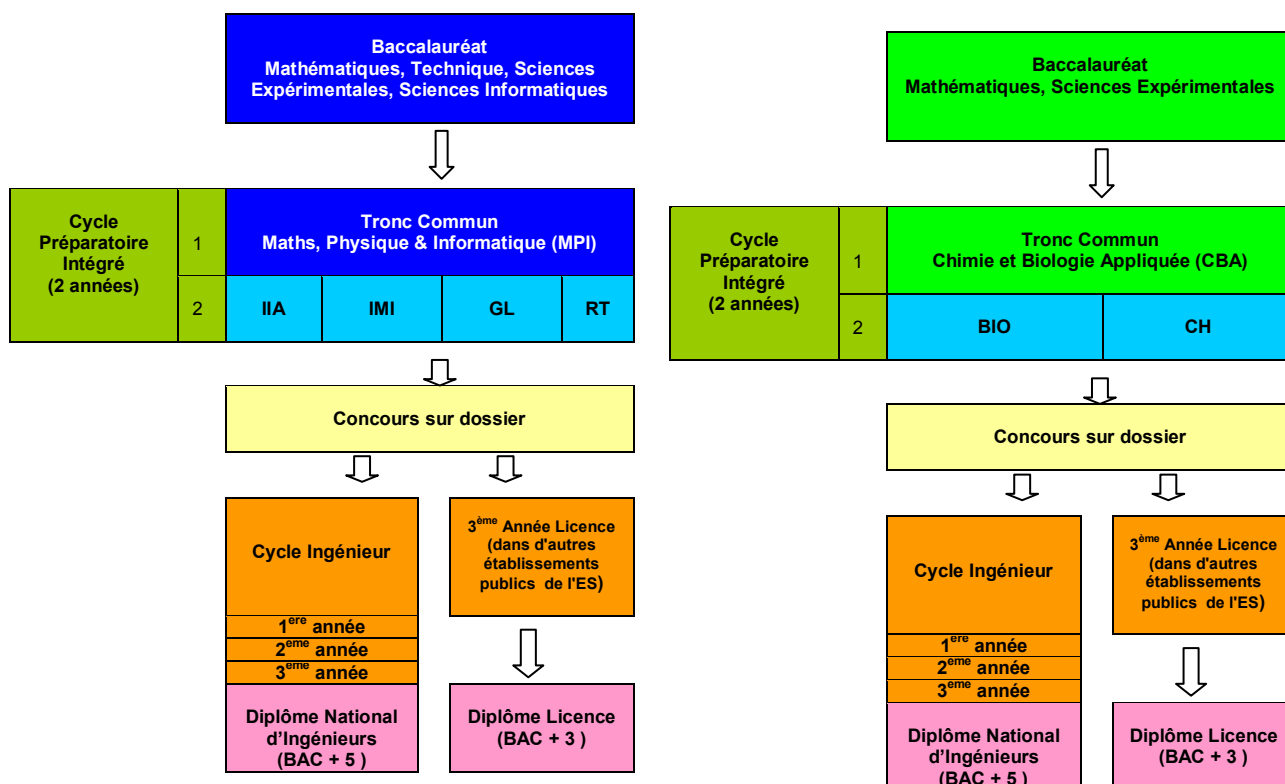 Baccalauréat
Mathématiques, Technique, Sciences
Expérimentales, Sciences Informatiques
Cycle
Préparatoire
Intégré
(2 années)
1
Tronc Commun
Maths, Physique & Informatique (MPI)
2
IIA
IMI
GL
RT
Concours sur dossier
Cycle Ingénieur
1ere année
2eme année
3eme année
Diplôme National
d’Ingénieurs
(BAC + 5 )
3ème Année Licence
(dans d'autres
établissements
publics de l'ES)
Diplôme Licence
(BAC + 3 )
Baccalauréat
Mathématiques, Sciences Expérimentales
Cycle
Préparatoire
Intégré
(2 années)
1
Tronc Commun
Chimie et Biologie Appliquée (CBA)
2
BIO
CH
Concours sur dossier
Cycle Ingénieur
1ere année
2eme année
3eme année
Diplôme National
d’Ingénieurs
(BAC + 5 )
3ème Année Licence
(dans d'autres
établissements
publics de l'ES)
Diplôme Licence
(BAC + 3 )